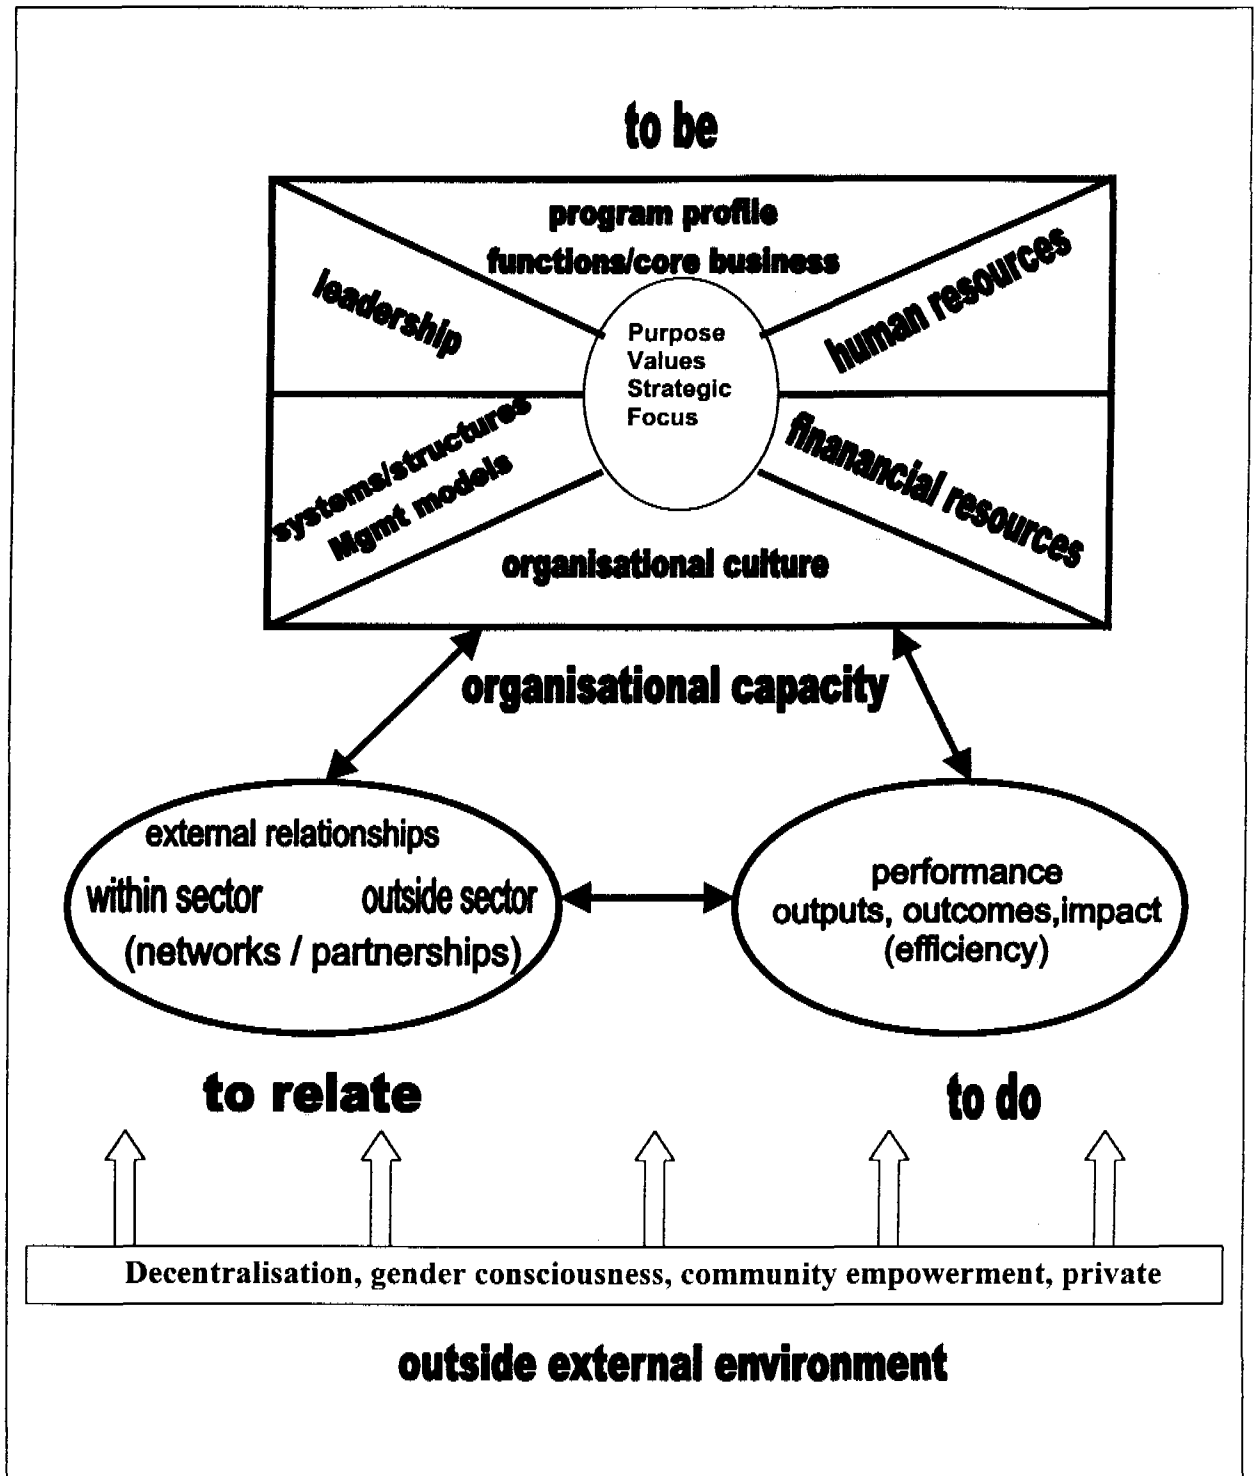 to be
program profile
functions/core business
leadership
human resources
Purpose
Values
Strategic
Focus
systems/structures
Mgmt models
finanancial resources
organisational culture
organisational capacity
external relationships
within sector outside sector
(networks / partnerships)
performance
outputs, outcomes,impact
(efficiency)
to relate
to do
Decentralisation, gender consciousness, community empowerment, private
outside external environment